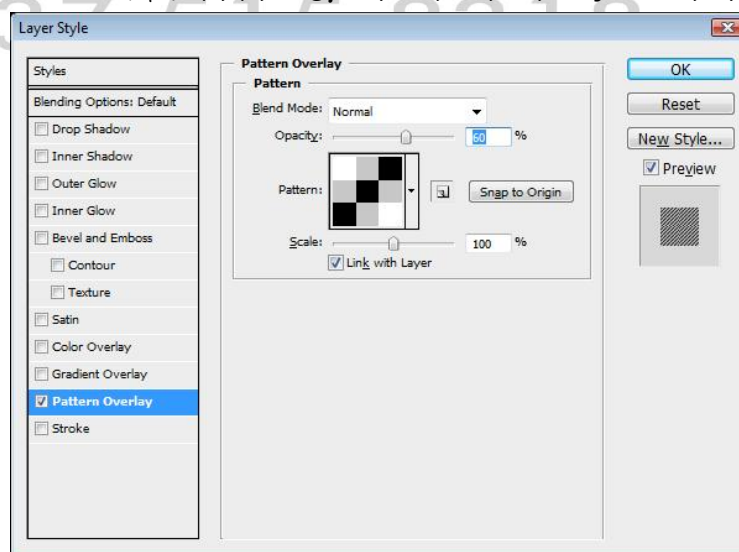 Layer Style
Styles
Blending Options: Default
Drop Shadow
Inner Shadow
Outer Glow
Inner Glow
Bevel and Emboss
Contour
Texture
Satin
Color Overlay
Gradient Overlay
Pattern Overlay
Stroke
Pattern Overlay
Pattern
Blend Mode: Normal
Opacity: 60 %
Pattern:
Snap to Origin
Scale: 100 %
Link with Layer
OK
Reset
New Style...
Preview